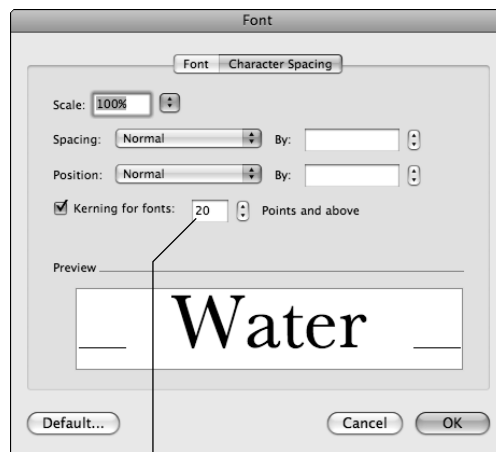 Font
Font Character Spacing
Scale: 100%
Spacing: Normal By:
Position: Normal By:
Kerning for fonts: 20 Points and above
Preview
Water
Default... Cancel OK